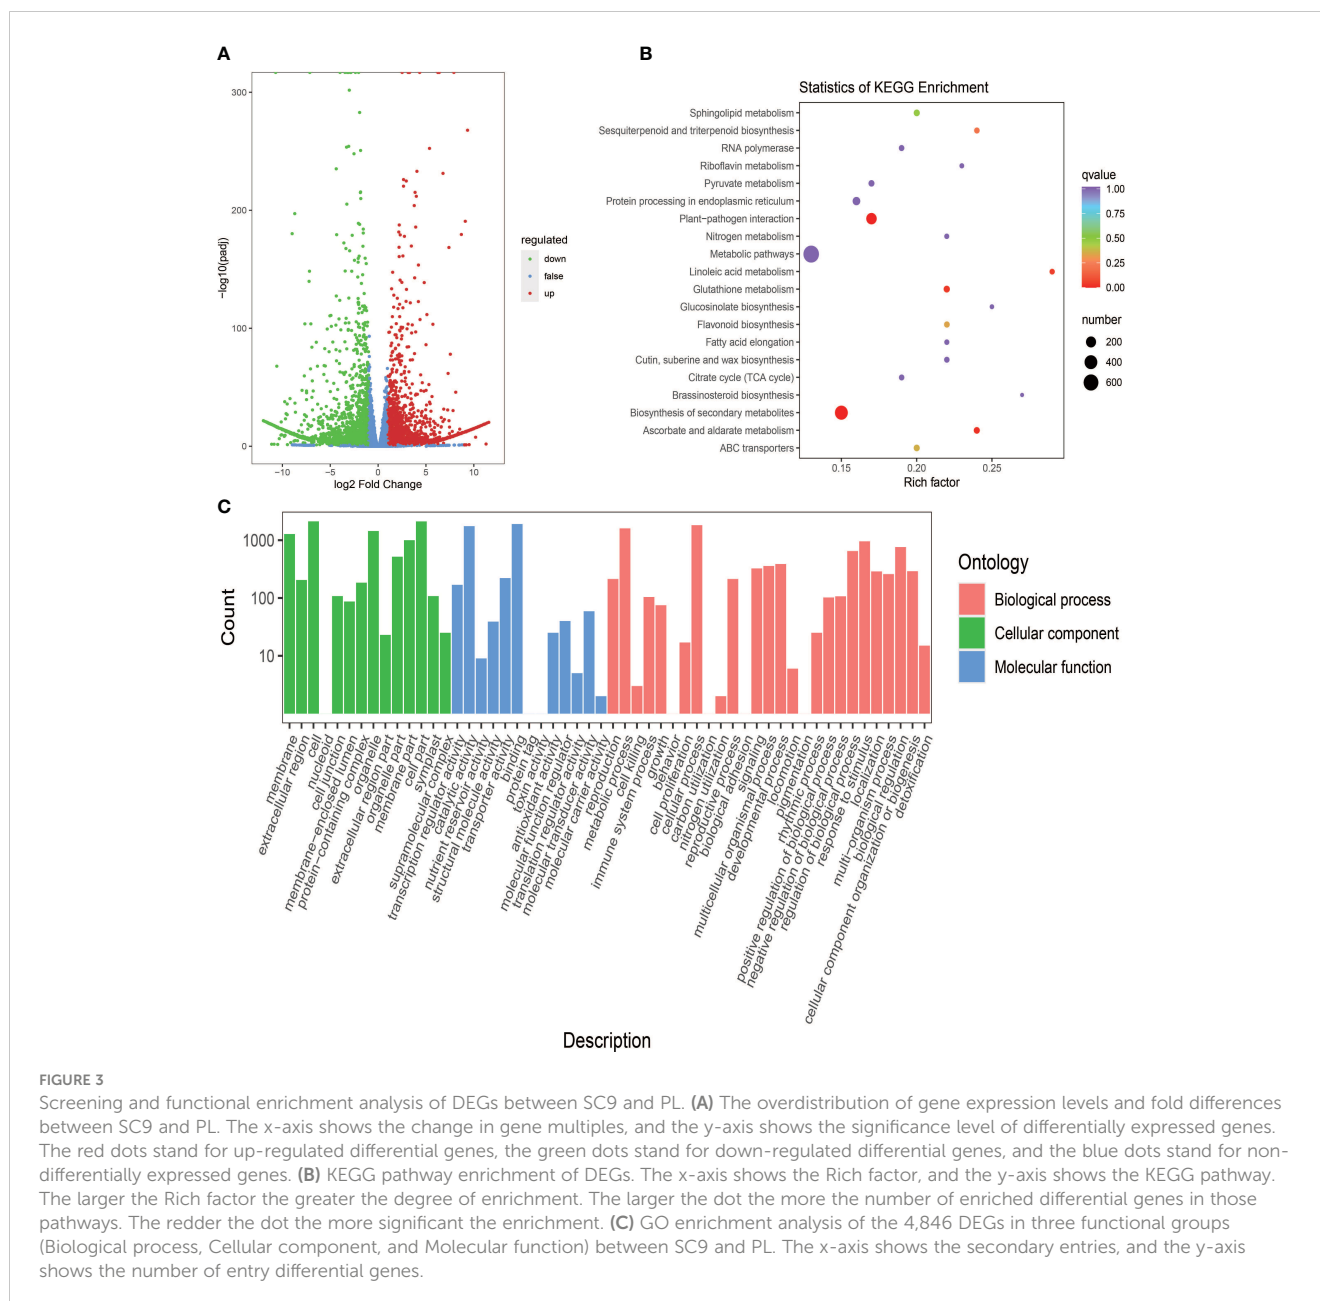 A
300
200
100
0
−log10(padj)
−10
−5
0
5
10
log2 Fold Change
regulated
down
false
up
B
Statistics of KEGG Enrichment
Sphingolipid metabolism
Sesquiterpenoid and triterpenoid biosynthesis
RNA polymerase
Riboflavin metabolism
Pyruvate metabolism
Protein processing in endoplasmic reticulum
Plant−pathogen interaction
Nitrogen metabolism
Metabolic pathways
Linoleic acid metabolism
Glutathione metabolism
Glucosinolate biosynthesis
Flavonoid biosynthesis
Fatty acid elongation
Cutin, suberine and wax biosynthesis
Citrate cycle (TCA cycle)
Brassinosteroid biosynthesis
Biosynthesis of secondary metabolites
Ascorbate and aldarate metabolism
ABC transporters
0.15
0.20
0.25
Rich factor
qvalue
1.00
0.75
0.50
0.25
0.00
number
200
400
600
C
1000
100
10
Count
membrane
extracellular region
cell
nucleoid
cell junction
membrane−enclosed lumen
protein−containing complex
organelle
extracellular region part
organelle part
membrane part
cell part
symplast
supramolecular complex
transcription regulator activity
catalytic activity
nutrient reservoir activity
structural molecule activity
transporter activity
binding
protein tag
toxin activity
antioxidant activity
molecular function regulator
translation regulator activity
molecular transducer activity
molecular carrier activity
reproduction
metabolic process
cell killing
immune system process
growth
behavior
cell proliferation
cellular process
carbon utilization
nitrogen utilization
reproductive process
biological adhesion
signaling
multicellular organismal process
developmental process
locomotion
pigmentation
rhythmic process
positive regulation of biological process
negative regulation of biological process
regulation of biological process
response to stimulus
localization
multi−organism process
biological regulation
cellular component organization or biogenesis
detoxification
Description
Ontology
Biological process
Cellular component
Molecular function
FIGURE 3
Screening and functional enrichment analysis of DEGs between SC9 and PL. (A) The overdistribution of gene expression levels and fold differences
between SC9 and PL. The x-axis shows the change in gene multiples, and the y-axis shows the significance level of differentially expressed genes.
The red dots stand for up-regulated differential genes, the green dots stand for down-regulated differential genes, and the blue dots stand for non-
differentially expressed genes. (B) KEGG pathway enrichment of DEGs. The x-axis shows the Rich factor, and the y-axis shows the KEGG pathway.
The larger the Rich factor the greater the degree of enrichment. The larger the dot the more the number of enriched differential genes in those
pathways. The redder the dot the more significant the enrichment. (C) GO enrichment analysis of the 4,846 DEGs in three functional groups
(Biological process, Cellular component, and Molecular function) between SC9 and PL. The x-axis shows the secondary entries, and the y-axis
shows the number of entry differential genes.